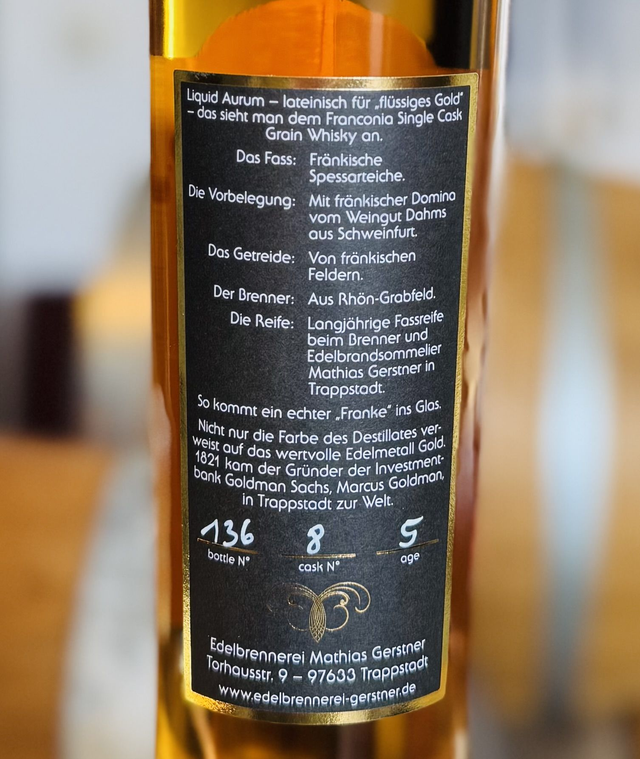 Liquid Aurum – lateinisch für „flüssiges Gold"
– das sieht man dem Franconia Single Cask
Grain Whisky an.
Das Fass: Fränkische
Spessarteiche.
Die Vorbelegung: Mit fränkischer Domina
vom Weingut Dahms
aus Schweinfurt.
Das Getreide: Von fränkischen
Feldern.
Der Brenner: Aus Rhön-Grabfeld.
Die Reife: Langjährige Fassreife
beim Brenner und
Edelbrandsommelier
Mathias Gerstner in
Trappstadt.
So kommt ein echter „Franke" ins Glas.
Nicht nur die Farbe des Destillates ver-
weist auf das wertvolle Edelmetall Gold.
1821 kam der Gründer der Investment-
bank Goldman Sachs, Marcus Goldman,
in Trappstadt zur Welt.
136 8 5
bottle N° cask N° age
Edelbrennerei Mathias Gerstner
Torhausstr. 9 – 97633 Trappstadt
www.edelbrennerei-gerstner.de